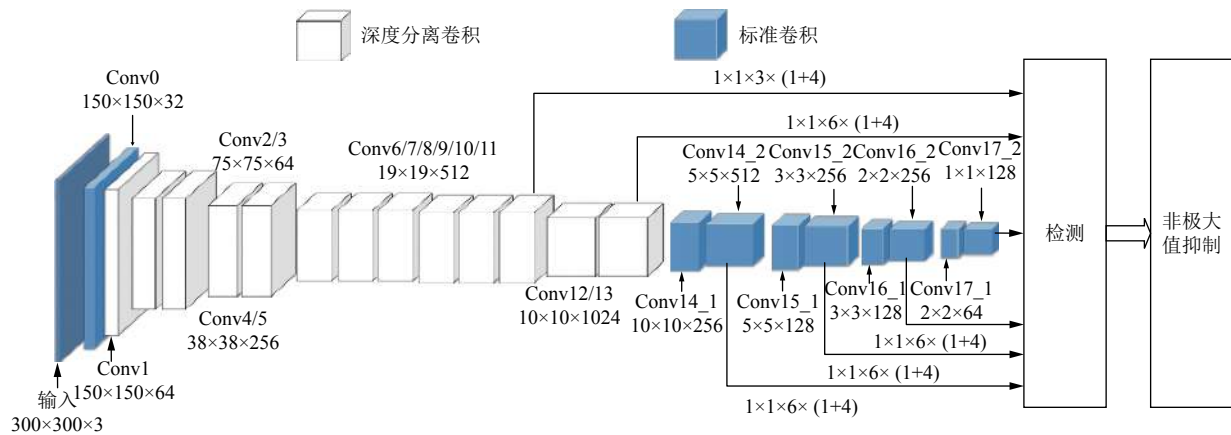 深度分离卷积
标准卷积
Conv0
150×150×32
Conv2/3
75×75×64
Conv6/7/8/9/10/11
19×19×512
1×1×3× (1+4)
1×1×6× (1+4)
Conv14_2
5×5×512
Conv15_2
3×3×256
Conv16_2
2×2×256
Conv17_2
1×1×128
检测
非极大
值抑制
Conv12/13
10×10×1024
Conv14_1
10×10×256
Conv15_1
5×5×128
Conv16_1
3×3×128
Conv17_1
2×2×64
Conv4/5
38×38×256
Conv1
150×150×64
输入
300×300×3
1×1×6× (1+4)
1×1×6× (1+4)
1×1×6× (1+4)